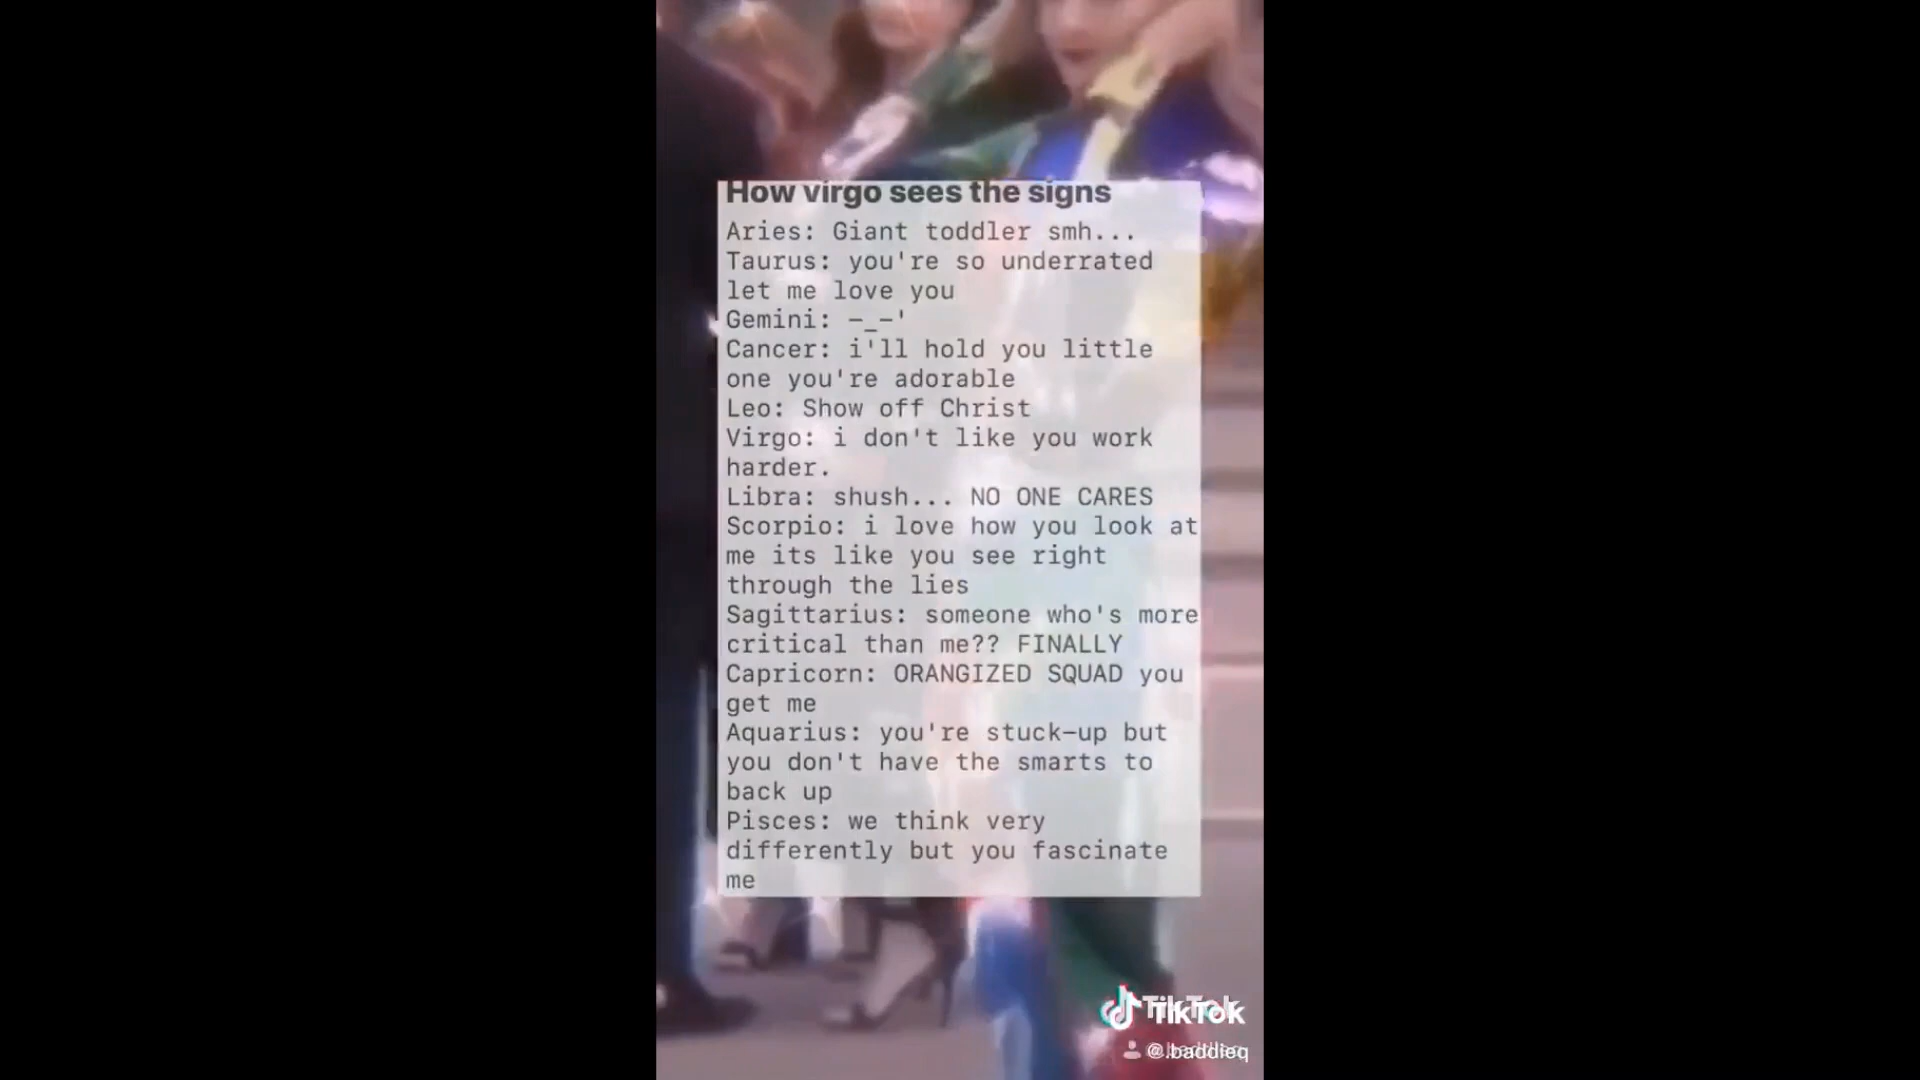 How virgo sees the signs
Aries: Giant toddler smh...
Taurus: you're so underrated
let me love you
Gemini: -_-'
Cancer: i'll hold you little
one you're adorable
Leo: Show off Christ
Virgo: i don't like you work
harder.
Libra: shush... NO ONE CARES
Scorpio: i love how you look at
me its like you see right
through the lies
Sagittarius: someone who's more
critical than me?? FINALLY
Capricorn: ORANGIZED SQUAD you
get me
Aquarius: you're stuck-up but
you don't have the smarts to
back up
Pisces: we think very
differently but you fascinate
me
TikTok
@.baddieq